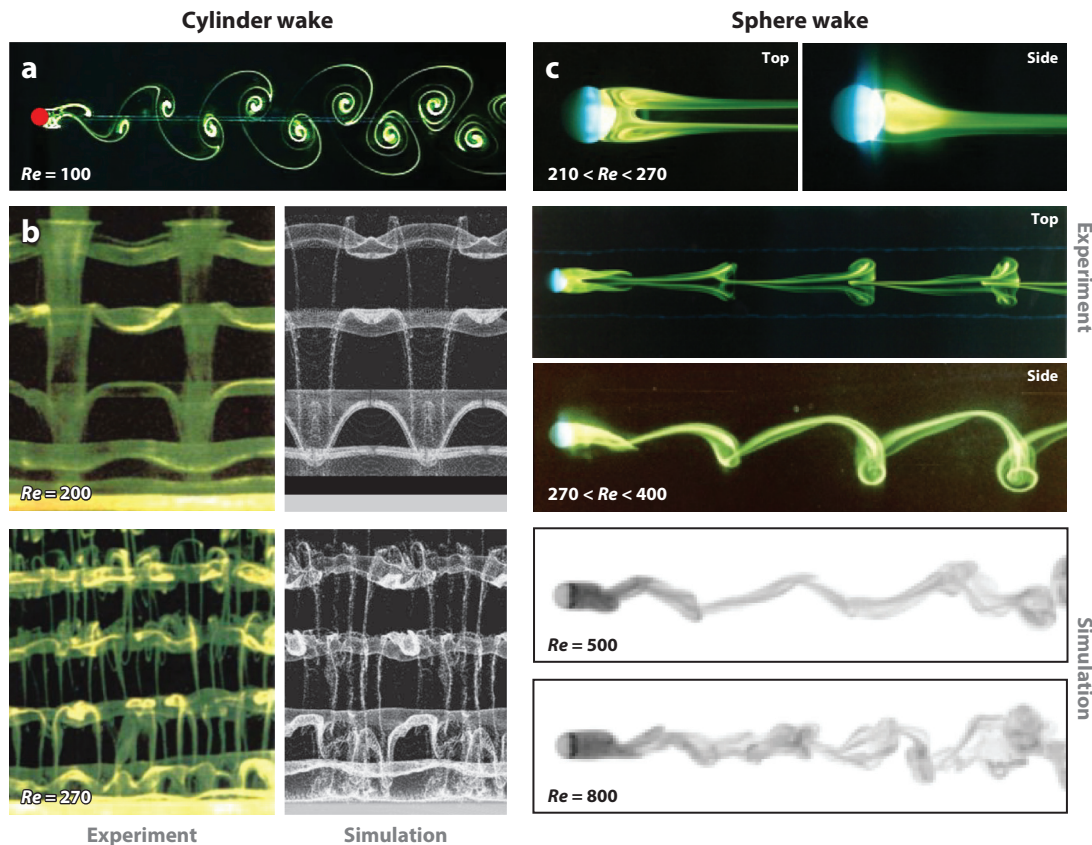 Cylinder wake
a
Re = 100
b
Re = 200
Re = 270
Experiment
Simulation
Sphere wake
c
Top
Side
210 < Re < 270
Top
Side
270 < Re < 400
Experiment
Re = 500
Re = 800
Simulation